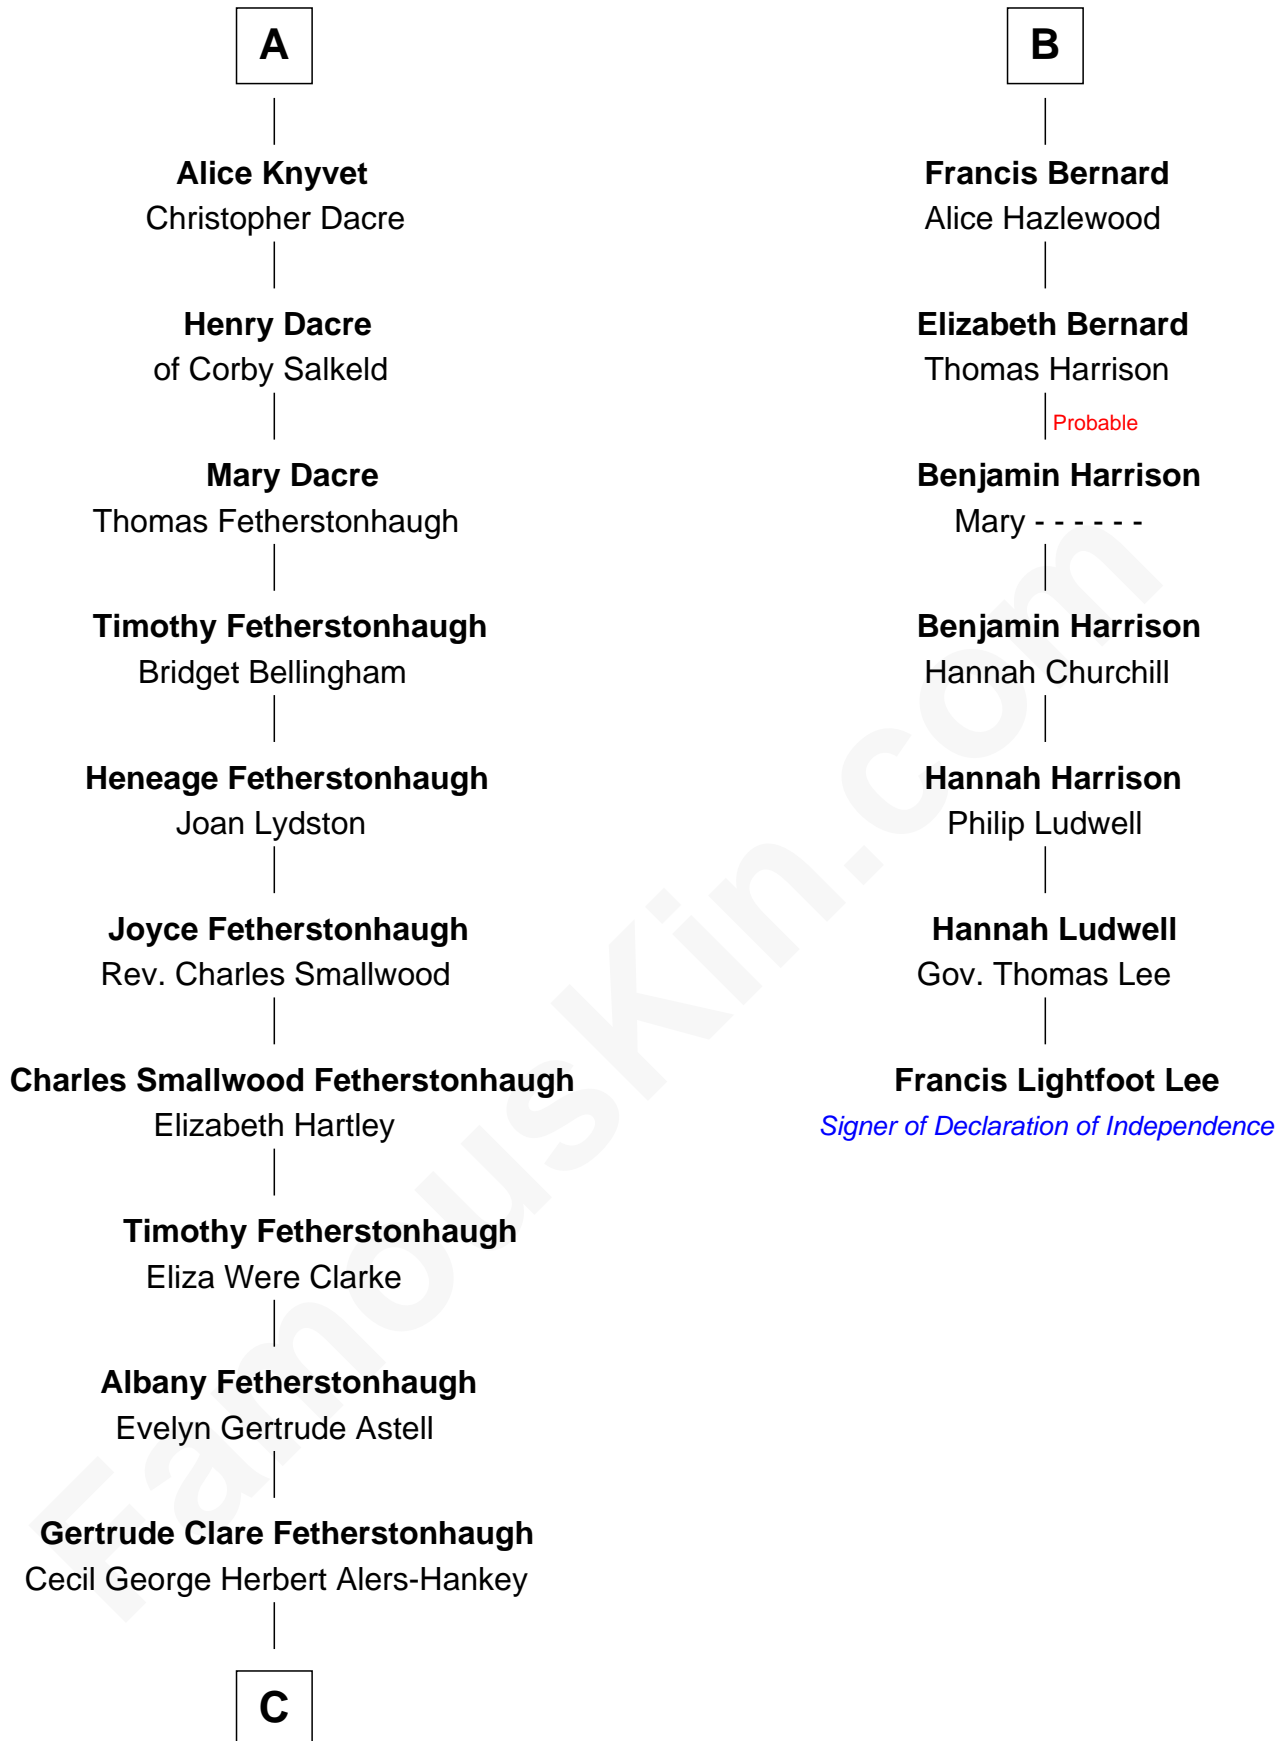 A
Alice Knyvet
Christopher Dacre
Henry Dacre
of Corby Salkeld
Mary Dacre
Thomas Fetherstonhaugh
Timothy Fetherstonhaugh
Bridget Bellingham
Heneage Fetherstonhaugh
Joan Lydston
Joyce Fetherstonhaugh
Rev. Charles Smallwood
Charles Smallwood Fetherstonhaugh
Elizabeth Hartley
Timothy Fetherstonhaugh
Eliza Were Clarke
Albany Fetherstonhaugh
Evelyn Gertrude Astell
Gertrude Clare Fetherstonhaugh
Cecil George Herbert Alers-Hankey
C
B
Francis Bernard
Alice Hazlewood
Elizabeth Bernard
Thomas Harrison
Probable
Benjamin Harrison
Mary - - - - - -
Benjamin Harrison
Hannah Churchill
Hannah Harrison
Philip Ludwell
Hannah Ludwell
Gov. Thomas Lee
Francis Lightfoot Lee
Signer of Declaration of Independence
FamousKin.com